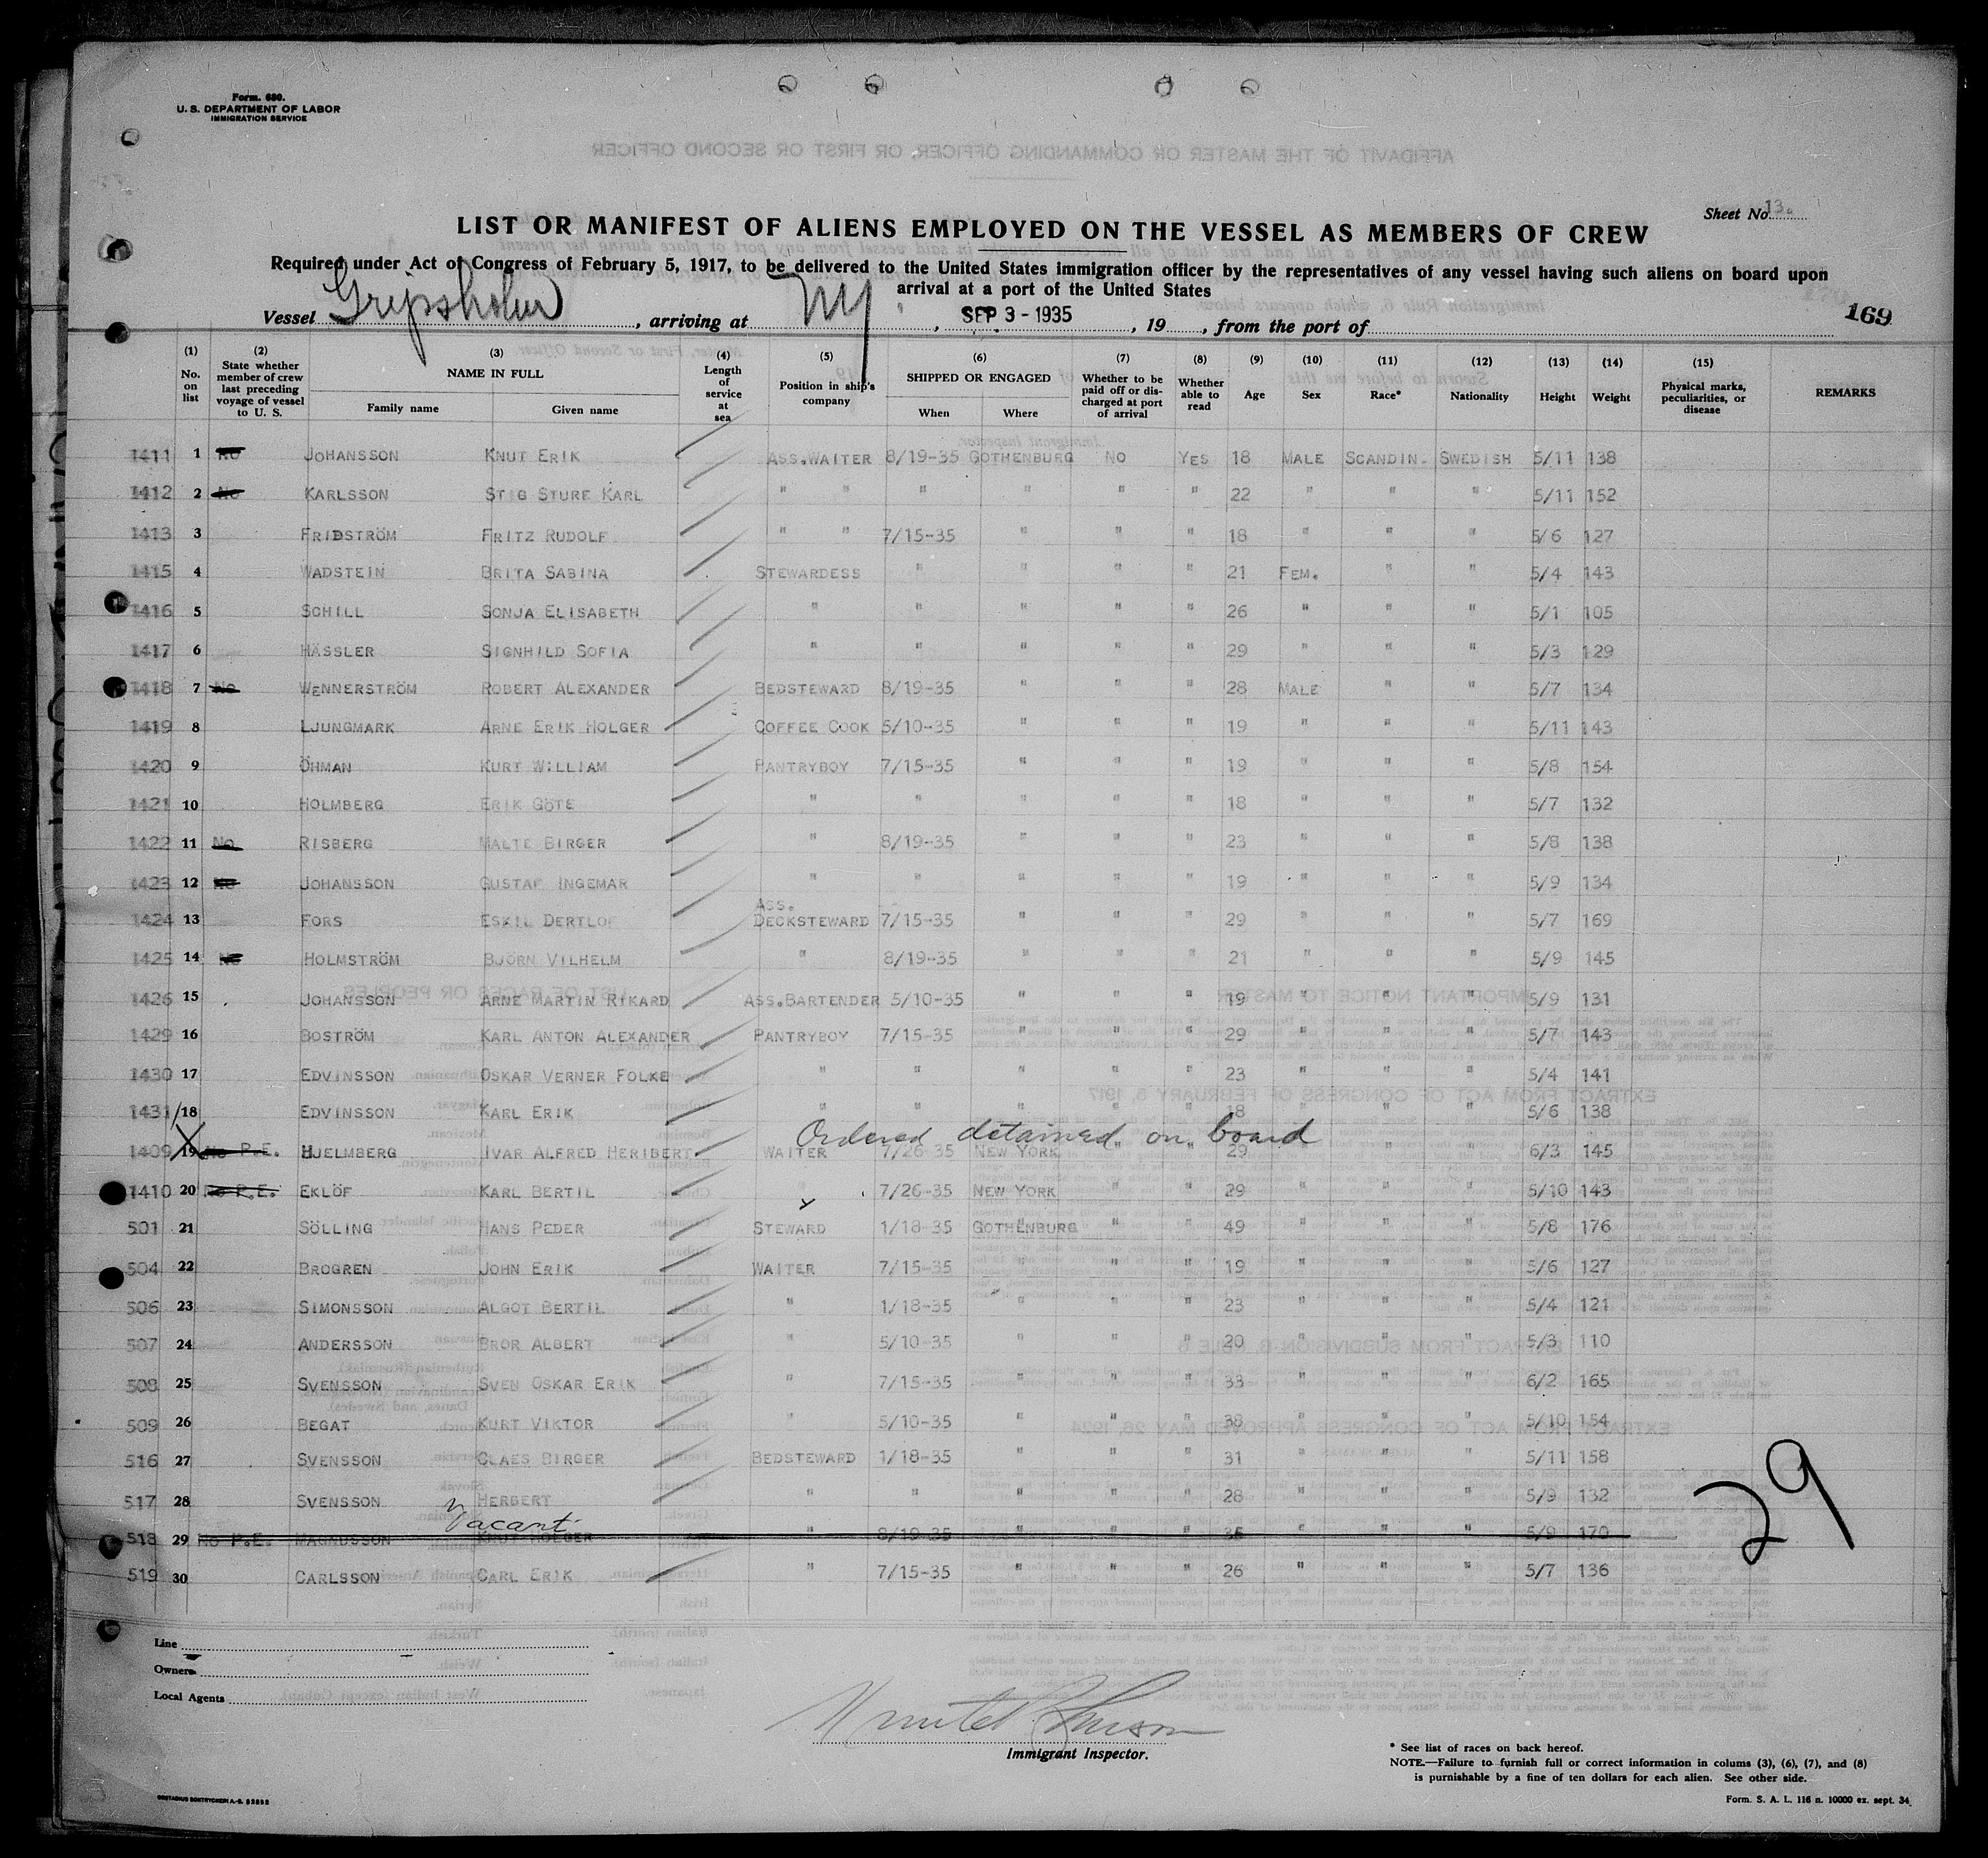 Form. 680.
U. S. DEPARTMENT OF LABOR
IMMIGRATION SERVICE
AFFIDAVIT OF THE MASTER OR COMMANDING OFFICER, OR FIRST OR SECOND OFFICER
Sheet No. 13.
LIST OR MANIFEST OF ALIENS EMPLOYED ON THE VESSEL AS MEMBERS OF CREW
Required under Act of Congress of February 5, 1917, to be delivered to the United States immigration officer by the representatives of any vessel having such aliens on board upon
arrival at a port of the United States
Vessel Gripsholm, arriving at NY, SEP 3 - 1935, 19, from the port of
169
(1) No. on list (2) State whether member of crew last preceding voyage of vessel to U. S. (3) NAME IN FULL Family name Given name (4) Length of service at sea (5) Position in ship's company (6) SHIPPED OR ENGAGED When Where (7) Whether to be paid off or discharged at port of arrival (8) Whether able to read (9) Age (10) Sex (11) Race* (12) Nationality (13) Height (14) Weight (15) Physical marks, peculiarities, or disease REMARKS
1411 1 No JOHANSSON KNUT ERIK ASS.WAITER 8/19-35 GOTHENBURG NO YES 18 MALE SCANDIN. SWEDISH 5/11 138
1412 2 No KARLSSON STIG STURE KARL " " " " " " 22 " " " 5/11 152
1413 3 FRIDSTRÖM FRITZ RUDOLF " " 7/15-35 " " " 18 " " " 5/6 127
1415 4 WADSTEIN BRITA SABINA STEWARDESS " " " " 21 FEM. " " 5/4 143
1416 5 SCHILL SONJA ELISABETH " " " " " 26 " " " 5/1 105
1417 6 HÄSSLER SIGNHILD SOFIA " " " " " 29 " " " 5/3 129
1418 7 No WENNERSTRÖM ROBERT ALEXANDER BEDSTEWARD 8/19-35 " " " 28 MALE " " 5/7 134
1419 8 LJUNGMARK ARNE ERIK HOLGER COFFEE COOK 5/10-35 " " " 19 " " " 5/11 143
1420 9 ÖHMAN KURT WILLIAM PANTRYBOY 7/15-35 " " " 19 " " " 5/8 154
1421 10 HOLMBERG ERIK GÖTE " " " " " 18 " " " 5/7 132
1422 11 No RISBERG MALTE BIRGER " 8/19-35 " " " 23 " " " 5/8 138
1423 12 No JOHANSSON GUSTAF INGEMAR " " " " " 19 " " " 5/9 134
1424 13 FORS ESKIL DERTLOF ASS. DECKSTEWARD 7/15-35 " " " 29 " " " 5/7 169
1425 14 No HOLMSTRÖM BJÖRN VILHELM " 8/19-35 " " " 21 " " " 5/9 145
1426 15 JOHANSSON ARNE MARTIN RIKARD ASS.BARTENDER 5/10-35 " " " 19 " " " 5/9 131
1429 16 BOSTRÖM KARL ANTON ALEXANDER PANTRYBOY 7/15-35 " " " 29 " " " 5/7 143
1430 17 EDVINSSON OSKAR VERNER FOLKE " " " " " 23 " " " 5/4 141
1431 18 EDVINSSON KARL ERIK " " " " " 18 " " " 5/6 138
Ordered detained on board
1409 19 No P.E. HJELMBERG IVAR ALFRED HERIBERT WAITER 7/26-35 NEW YORK " " 29 6/3 145
1410 20 No P.E. EKLÖF KARL BERTIL " 7/26-35 NEW YORK " " 29 " " " 5/10 143
501 21 SÖLLING HANS PEDER STEWARD 1/18-35 GOTHENBURG " " 49 " " " 5/8 176
504 22 BROGREN JOHN ERIK WAITER 7/15-35 " " " 19 " " " 5/6 127
506 23 SIMONSSON ALGOT BERTIL " 1/18-35 " " " 23 " " " 5/4 121
507 24 ANDERSSON BROR ALBERT " 5/10-35 " " " 20 " " " 5/3 110
508 25 SVENSSON SVEN OSKAR ERIK " 7/15-35 " " " 33 " " " 6/2 165
509 26 BEGAT KURT VIKTOR " 5/10-35 " " " 38 " " " 5/10 154
516 27 SVENSSON CLAES BIRGER BEDSTEWARD 1/18-35 " " " 31 " " " 5/11 158
517 28 SVENSSON HERBERT " " " " " 28 " " " 5/9 132
Vacant
518 29 No P.E. MAGNUSSON KNUT HOLGER " 8/19-35 " " " 35 " " " 5/9 170
519 30 CARLSSON CARL ERIK " 7/15-35 " " " 26 " " " 5/7 136
29
Line
Owners
Local Agents
Immigrant Inspector.
* See list of races on back hereof.
NOTE.—Failure to furnish full or correct information in colums (3), (6), (7), and (8)
is punishable by a fine of ten dollars for each alien. See other side.
Form. S. A. L. 116 n. 10000 ex. sept. 34